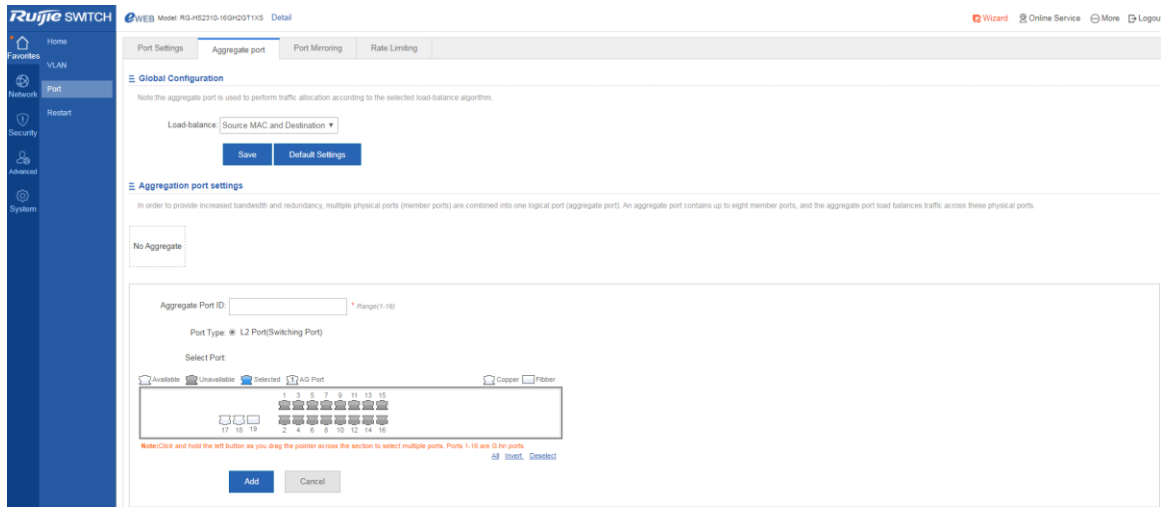 Ruijie SWITCH eWEB Model: RG-HS2310-16GH2GT1XS Detail Wizard Online Service More Logou
Favorites
Network
Security
Advanced
System
Home
VLAN
Port
Restart
Port Settings Aggregate port Port Mirroring Rate Limiting
Global Configuration
Note:the aggregate port is used to perform traffic allocation according to the selected load-balance algorithm.
Load-balance: Source MAC and Destination
Save Default Settings
Aggregation port settings
In order to provide increased bandwidth and redundancy, multiple physical ports (member ports) are combined into one logical port (aggregate port). An aggregate port contains up to eight member ports, and the aggregate port load balances traffic across these physical ports.
No Aggregate
Aggregate Port ID: * Range(1-16)
Port Type: L2 Port(Switching Port)
Select Port:
Available Unavailable Selected 1 AG Port Copper Fibber
1 3 5 7 9 11 13 15
17 18 19 2 4 6 8 10 12 14 16
Note:Click and hold the left button as you drag the pointer across the section to select multiple ports. Ports 1-16 are G.hn ports.
All Invert Deselect
Add Cancel